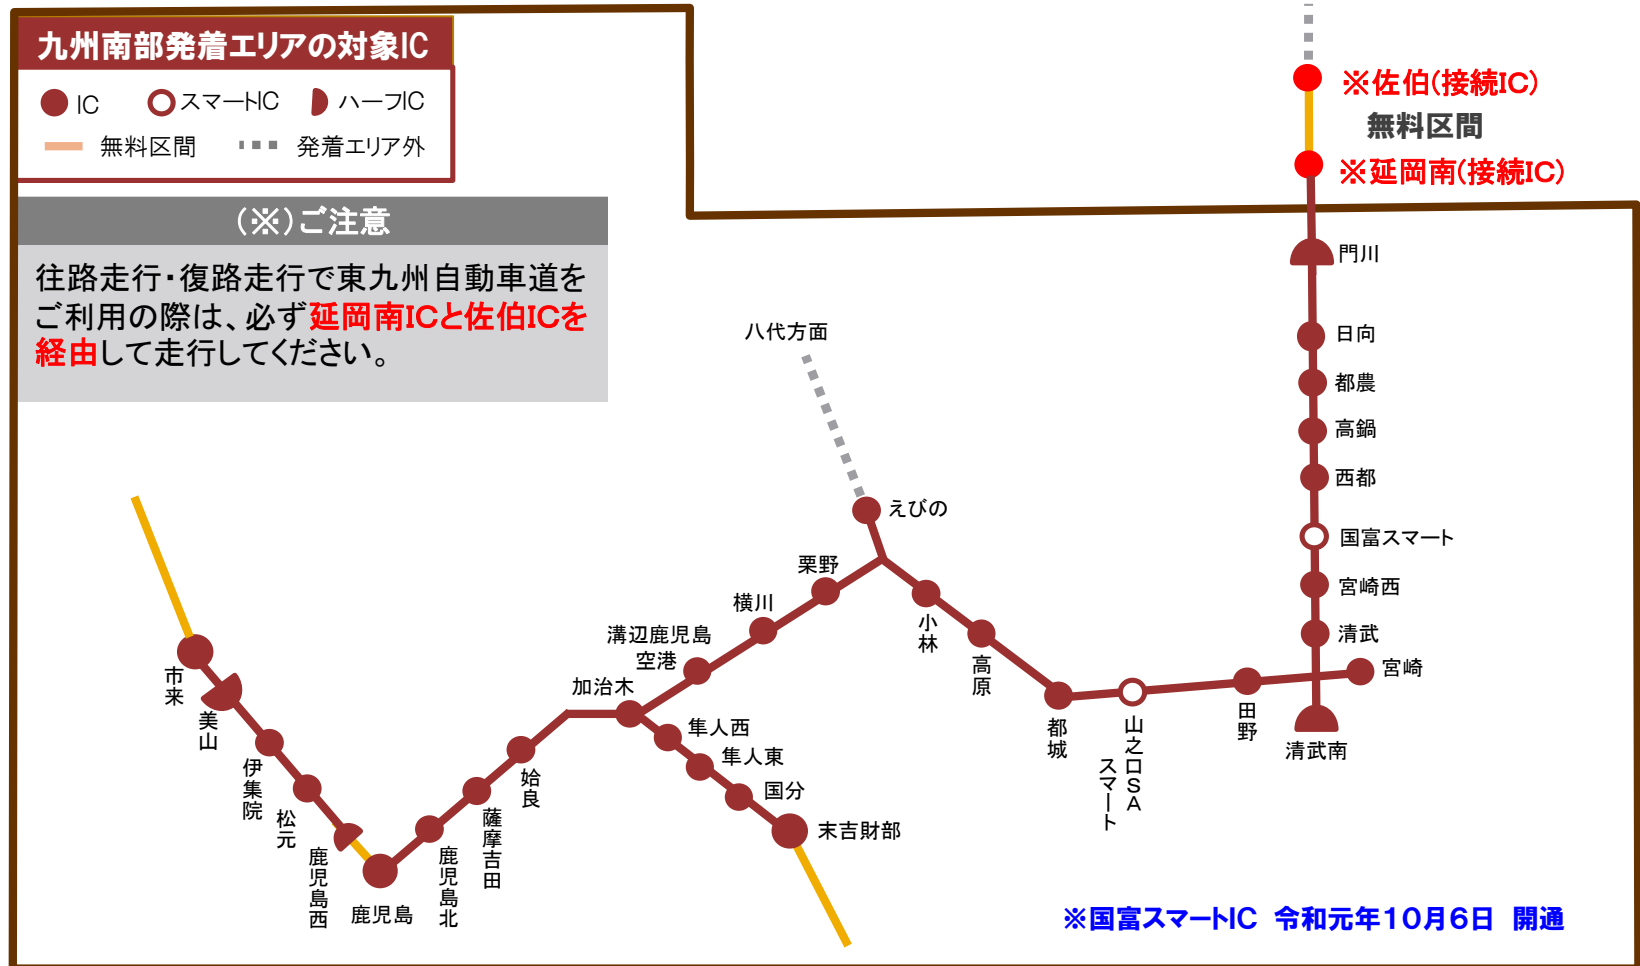 九州南部発着エリアの対象IC
IC
スマートIC
ハーフIC
無料区間
発着エリア外
(※)ご注意
往路走行・復路走行で東九州自動車道を
ご利用の際は、必ず延岡南ICと佐伯ICを
経由して走行してください。
※佐伯(接続IC)
無料区間
※延岡南(接続IC)
門川
日向
都農
高鍋
西都
国富スマート
宮崎西
清武
宮崎
清武南
田野
山之口SA
スマート
都城
高原
小林
八代方面
えびの
栗野
横川
溝辺鹿児島
空港
加治木
隼人西
隼人東
国分
末吉財部
姶良
薩摩吉田
鹿児島北
鹿児島
鹿児島西
松元
伊集院
美山
市来
※国富スマートIC 令和元年10月6日 開通